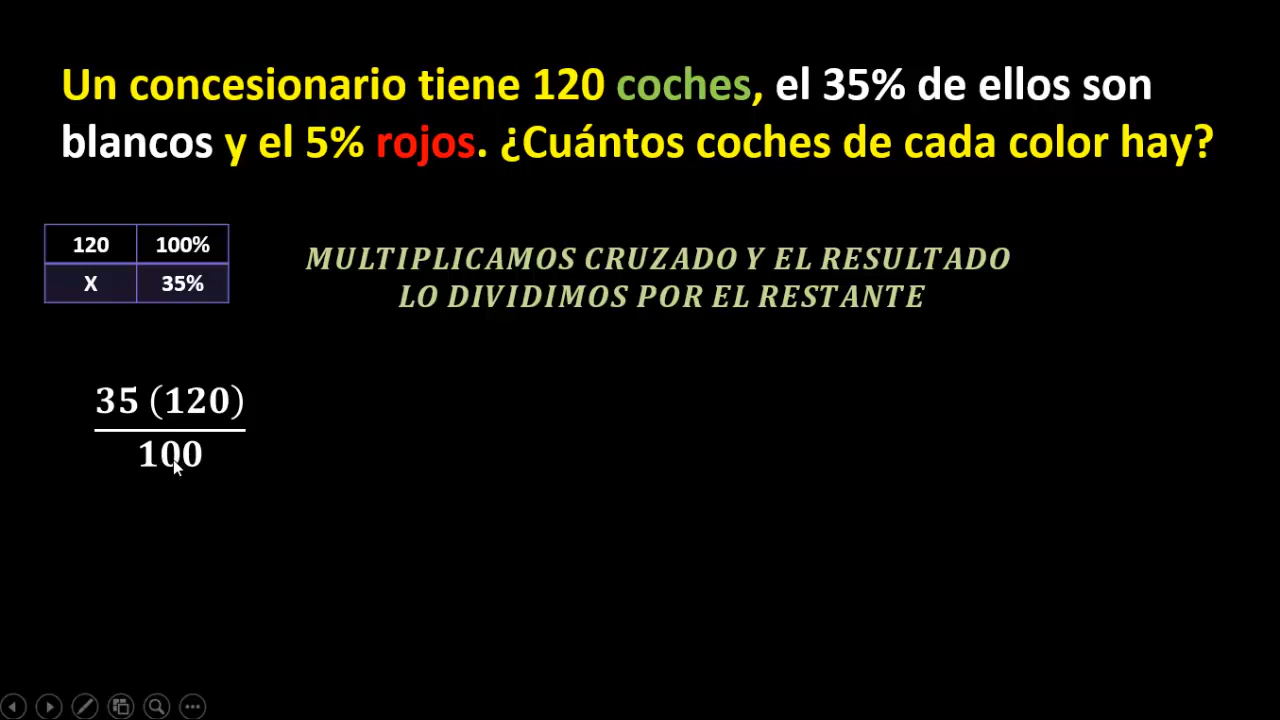 Un concesionario tiene 120 coches, el 35% de ellos son
blancos y el 5% rojos. ¿Cuántos coches de cada color hay?
120 100%
X 35%
MULTIPLICAMOS CRUZADO Y EL RESULTADO
LO DIVIDIMOS POR EL RESTANTE
35 (120)
100